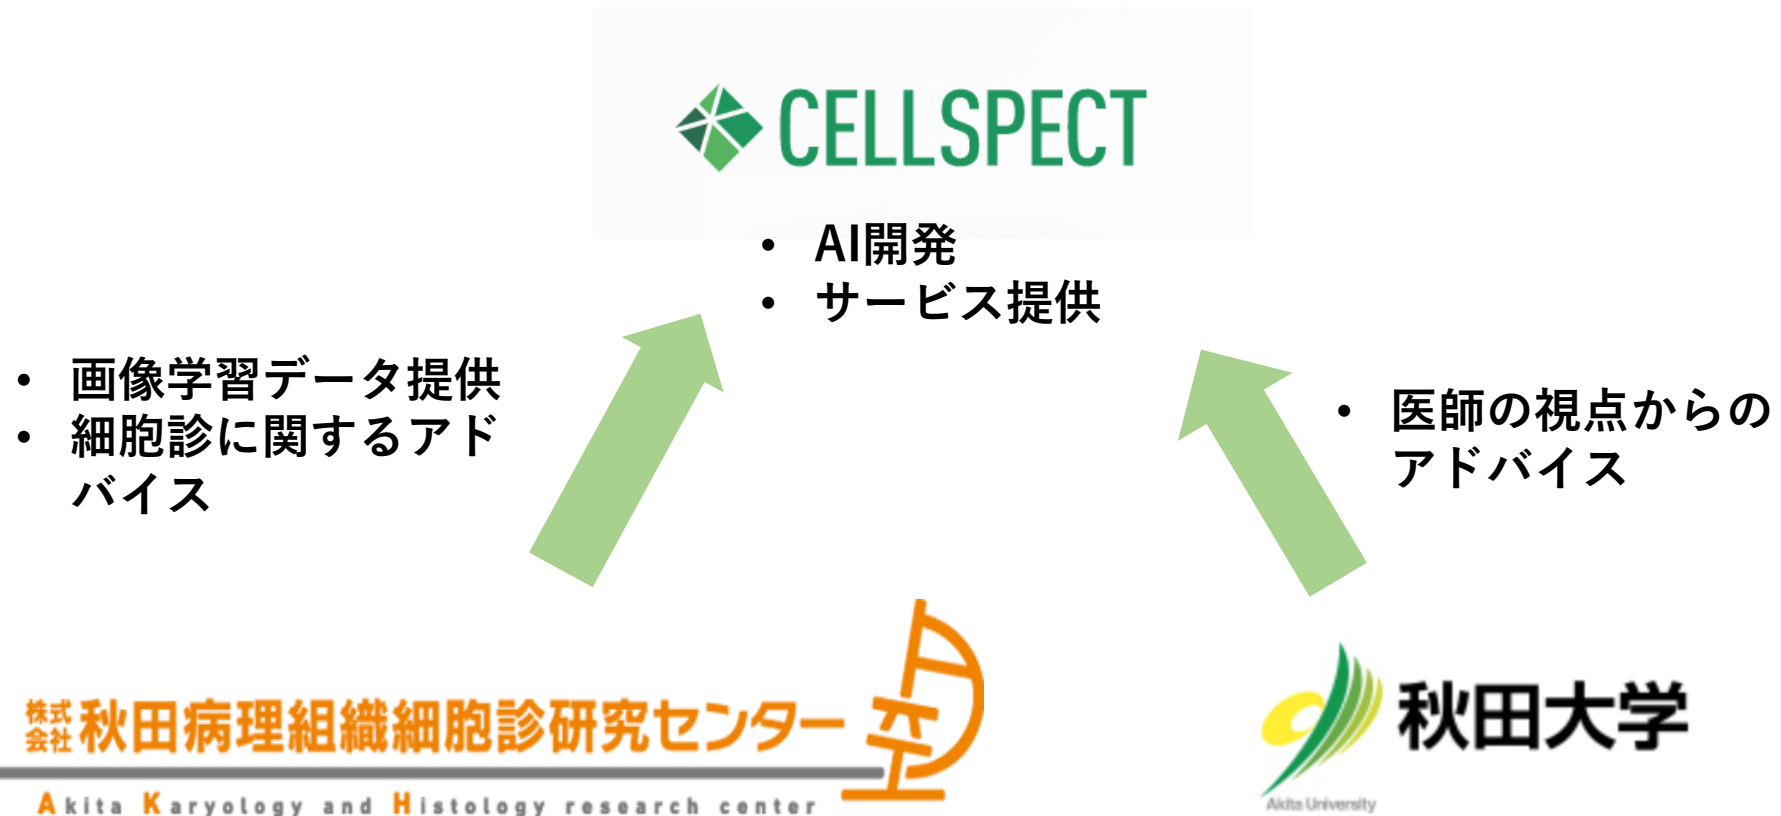 CELLSPECT
• AI開発
• サービス提供
• 画像学習データ提供
• 細胞診に関するアド
バイス
• 医師の視点からの
アドバイス
株式会社 秋田病理組織細胞診研究センター
Akita Karyology and Histology research center
秋田大学
Akita University